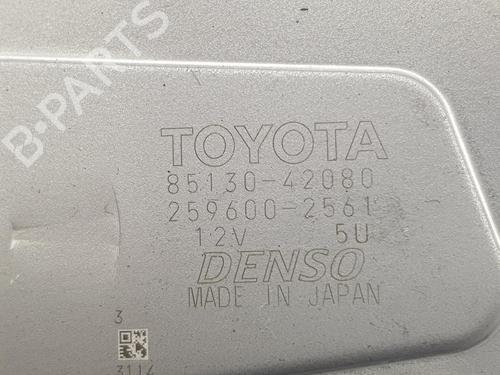 B-PARTS
TOYOTA
85130-42080
259600-2561
12V 5U
DENSO
MADE IN JAPAN
3